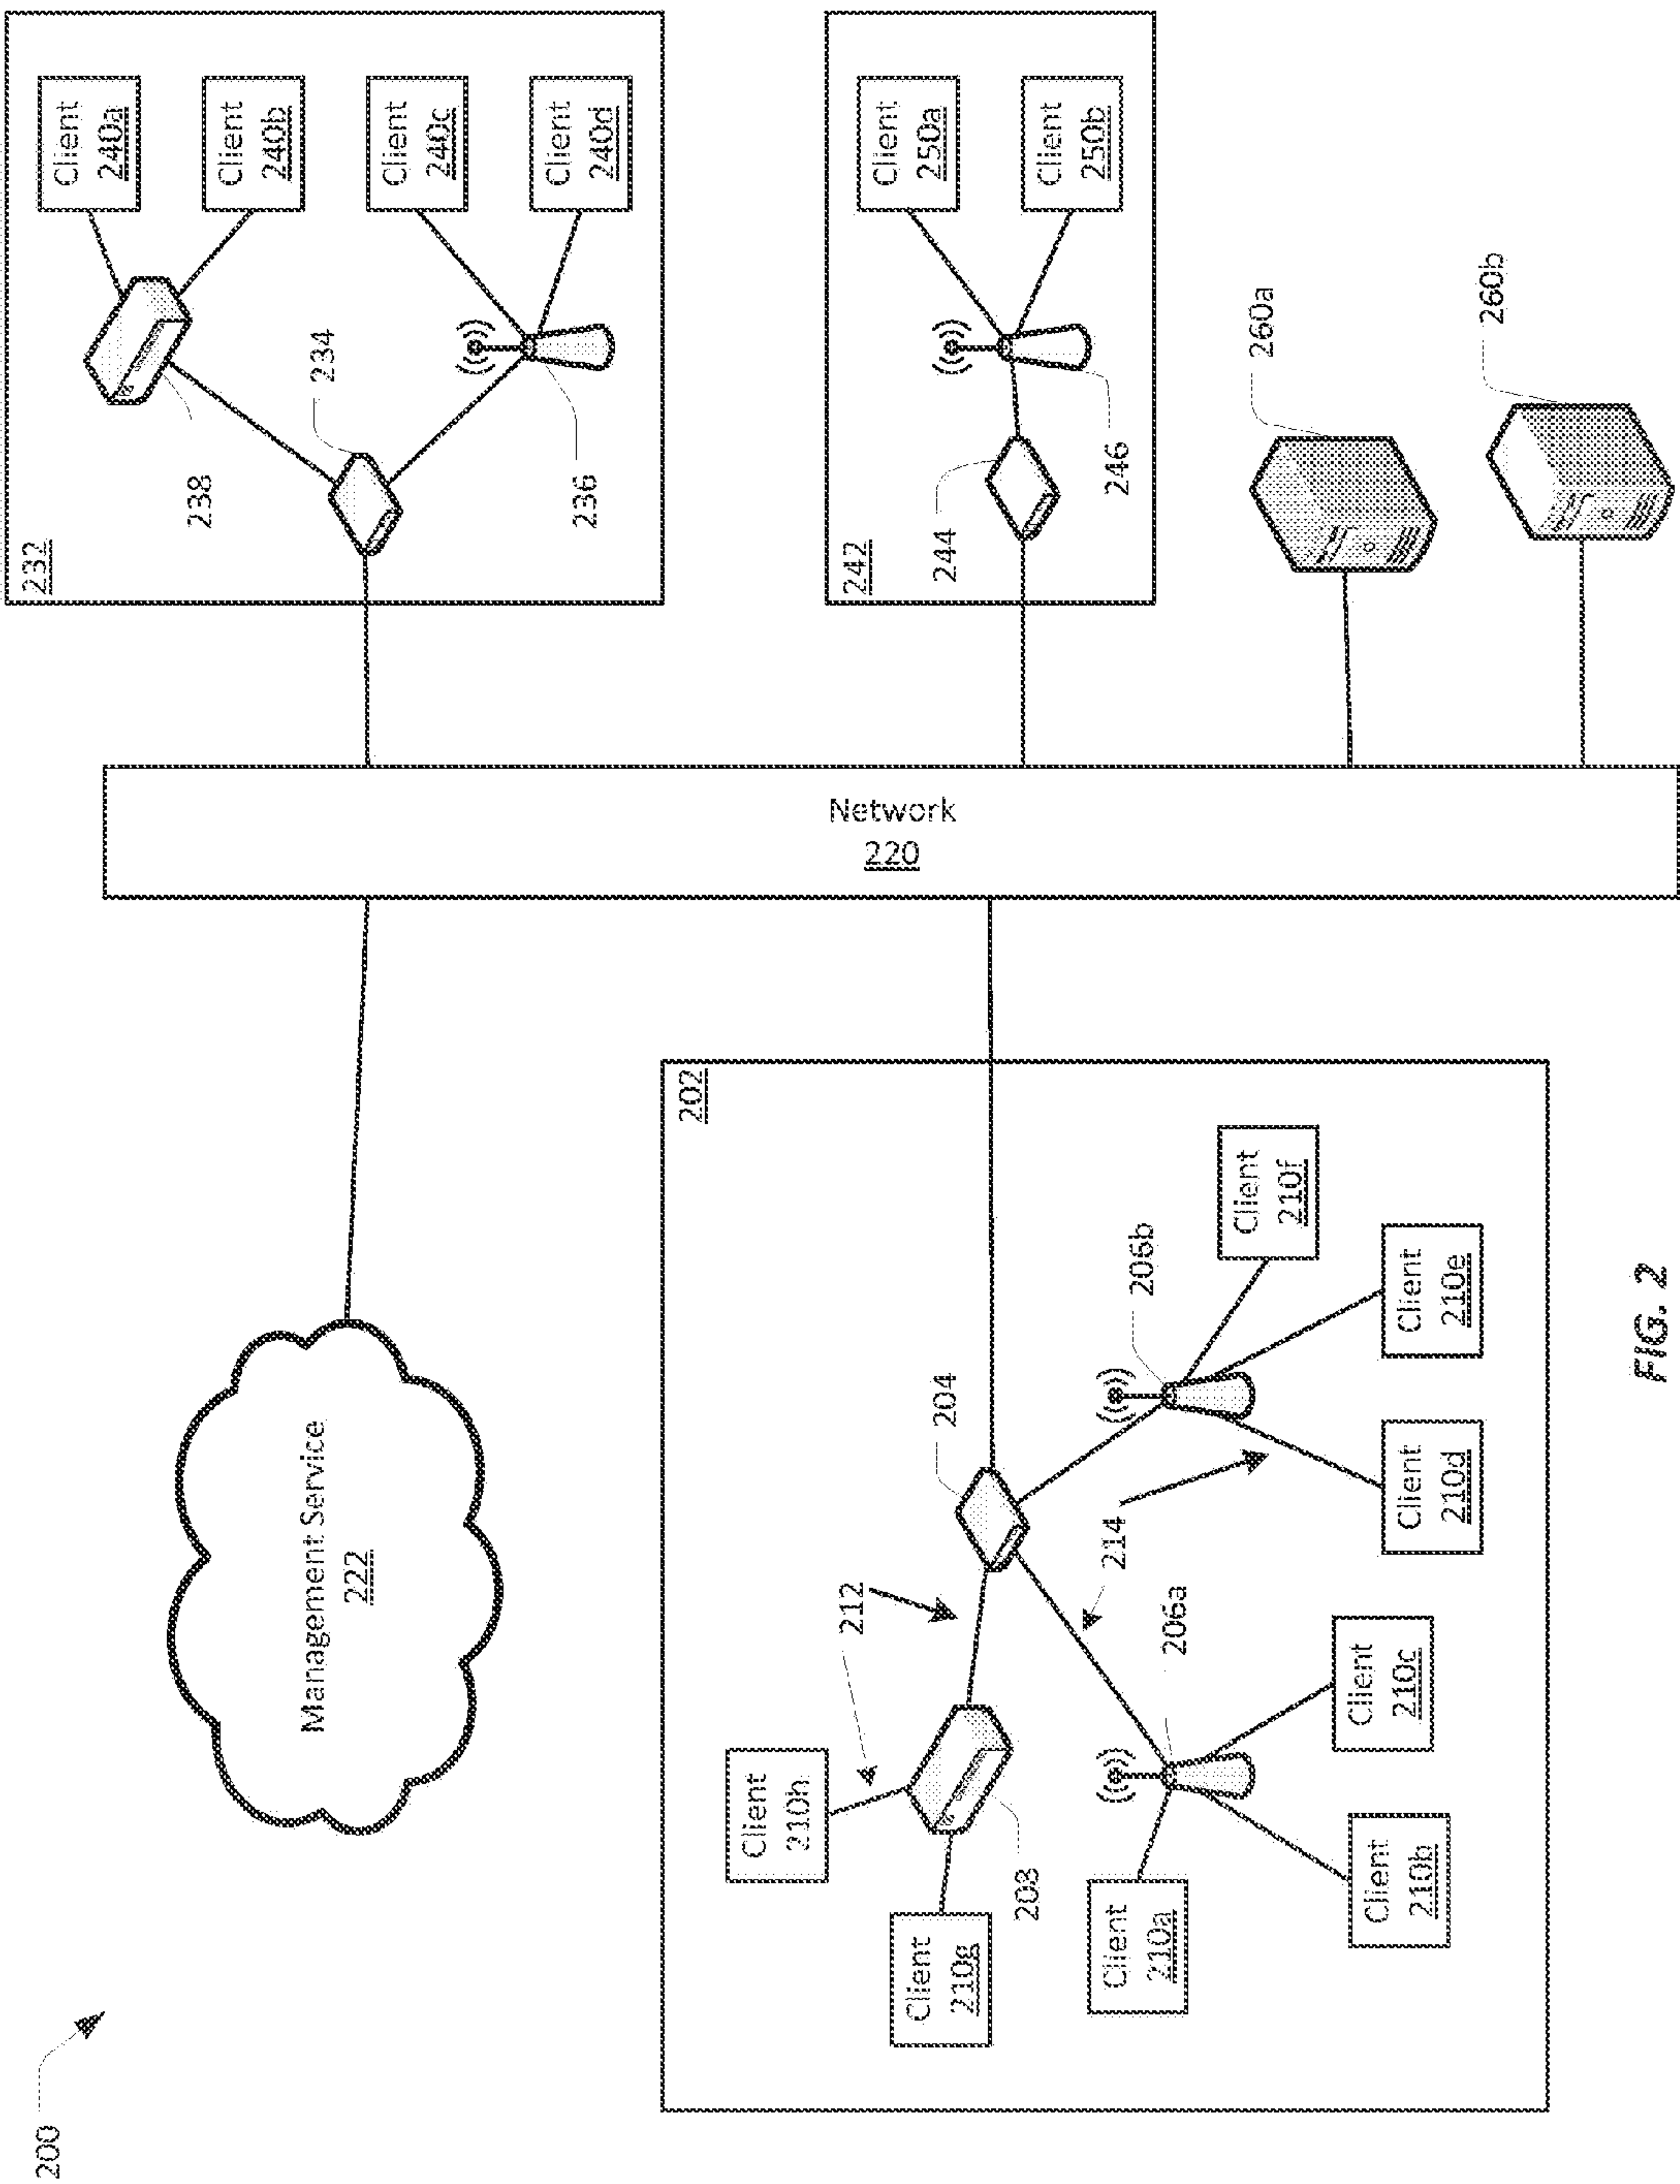 200
Management Service
222
202
Client
210h
Client
210g
208
212
204
206b
214
206a
Client
210a
Client
210b
Client
210c
Client
210d
Client
210e
Client
210f
Network
220
232
238
234
236
Client
240a
Client
240b
Client
240c
Client
240d
242
244
246
Client
250a
Client
250b
260a
260b
FIG. 2